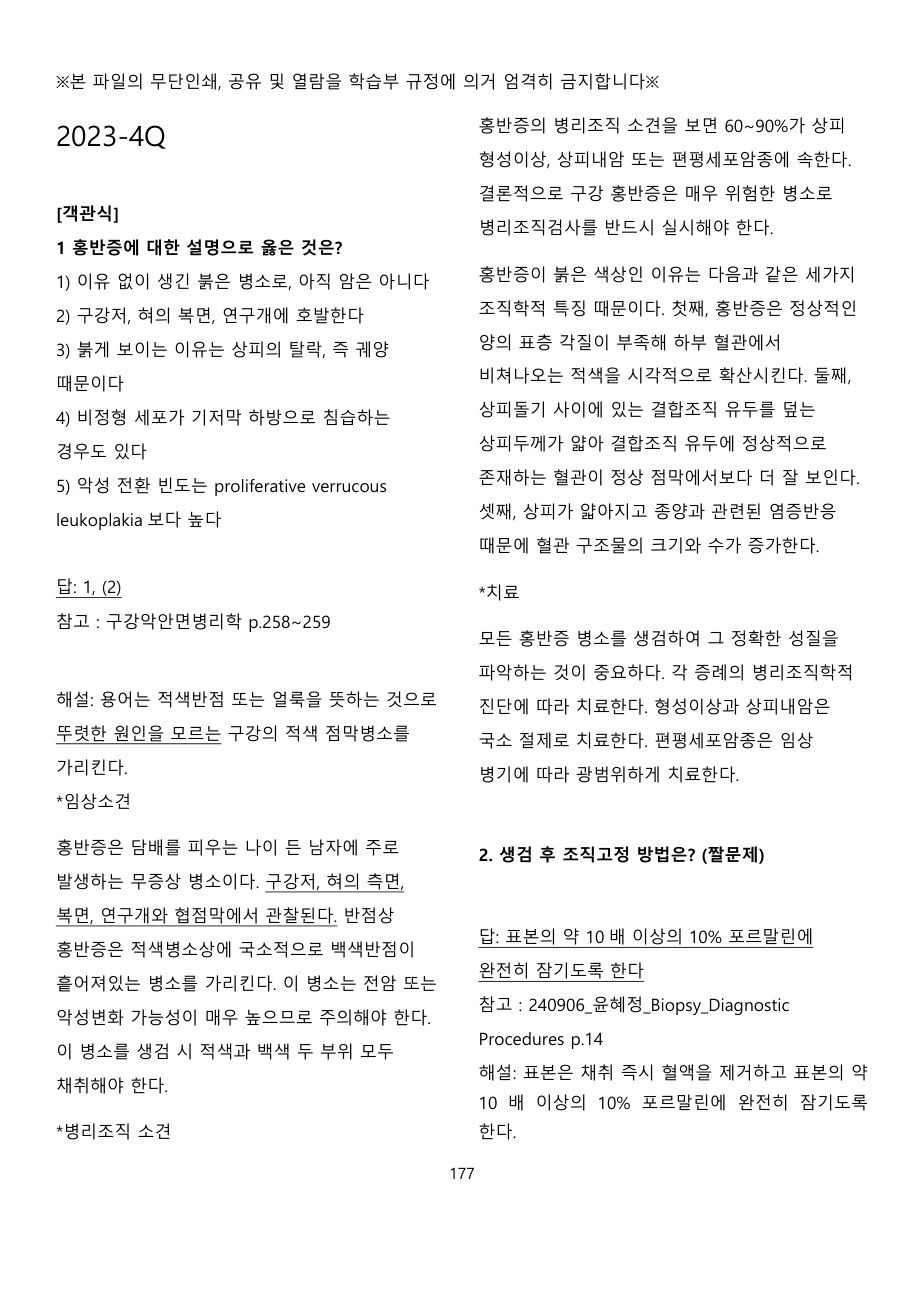 ※본 파일의 무단인쇄, 공유 및 열람을 학습부 규정에 의거 엄격히 금지합니다※
2023-4Q
[객관식]
1 홍반증에 대한 설명으로 옳은 것은?
1) 이유 없이 생긴 붉은 병소로, 아직 암은 아니다
2) 구강저, 혀의 복면, 연구개에 호발한다
3) 붉게 보이는 이유는 상피의 탈락, 즉 궤양
때문이다
4) 비정형 세포가 기저막 하방으로 침습하는
경우도 있다
5) 악성 전환 빈도는 proliferative verrucous
leukoplakia 보다 높다
답: 1, (2)
참고 : 구강악안면병리학 p.258~259
해설: 용어는 적색반점 또는 얼룩을 뜻하는 것으로
뚜렷한 원인을 모르는 구강의 적색 점막병소를
가리킨다.
*임상소견
홍반증은 담배를 피우는 나이 든 남자에 주로
발생하는 무증상 병소이다. 구강저, 혀의 측면,
복면, 연구개와 협점막에서 관찰된다. 반점상
홍반증은 적색병소상에 국소적으로 백색반점이
흩어져있는 병소를 가리킨다. 이 병소는 전암 또는
악성변화 가능성이 매우 높으므로 주의해야 한다.
이 병소를 생검 시 적색과 백색 두 부위 모두
채취해야 한다.
*병리조직 소견
홍반증의 병리조직 소견을 보면 60~90%가 상피
형성이상, 상피내암 또는 편평세포암종에 속한다.
결론적으로 구강 홍반증은 매우 위험한 병소로
병리조직검사를 반드시 실시해야 한다.
홍반증이 붉은 색상인 이유는 다음과 같은 세가지
조직학적 특징 때문이다. 첫째, 홍반증은 정상적인
양의 표층 각질이 부족해 하부 혈관에서
비쳐나오는 적색을 시각적으로 확산시킨다. 둘째,
상피돌기 사이에 있는 결합조직 유두를 덮는
상피두께가 얇아 결합조직 유두에 정상적으로
존재하는 혈관이 정상 점막에서보다 더 잘 보인다.
셋째, 상피가 얇아지고 종양과 관련된 염증반응
때문에 혈관 구조물의 크기와 수가 증가한다.
*치료
모든 홍반증 병소를 생검하여 그 정확한 성질을
파악하는 것이 중요하다. 각 증례의 병리조직학적
진단에 따라 치료한다. 형성이상과 상피내암은
국소 절제로 치료한다. 편평세포암종은 임상
병기에 따라 광범위하게 치료한다.
2. 생검 후 조직고정 방법은? (짤문제)
답: 표본의 약 10 배 이상의 10% 포르말린에
완전히 잠기도록 한다
참고 : 240906_윤혜정_Biopsy_Diagnostic
Procedures p.14
해설: 표본은 채취 즉시 혈액을 제거하고 표본의 약
10 배 이상의 10% 포르말린에 완전히 잠기도록
한다.
177